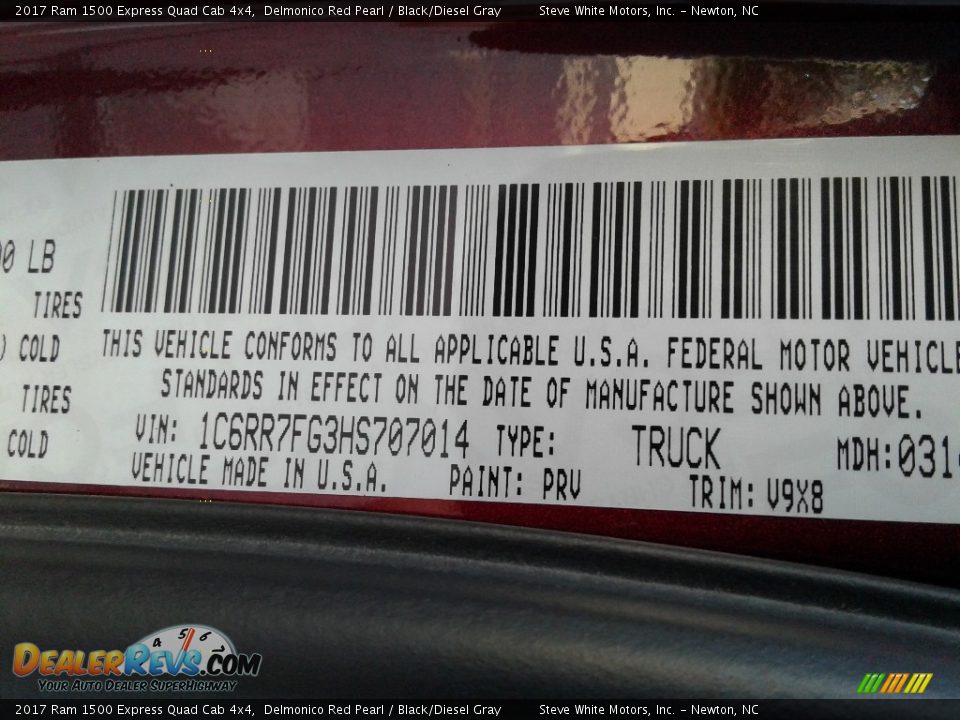 2017 Ram 1500 Express Quad Cab 4x4, Delmonico Red Pearl / Black/Diesel Gray Steve White Motors, Inc. - Newton, NC
LB
TIRES
COLD
TIRES
COLD
THIS VEHICLE CONFORMS TO ALL APPLICABLE U.S.A. FEDERAL MOTOR VEHICLE
STANDARDS IN EFFECT ON THE DATE OF MANUFACTURE SHOWN ABOVE.
VIN: 1C6RR7FG3HS707014 TYPE: TRUCK MDH: 031
VEHICLE MADE IN U.S.A. PAINT: PRV TRIM: V9X8
4 5 6
DealerRevs.com
Your Auto Dealer SuperHighway
2017 Ram 1500 Express Quad Cab 4x4, Delmonico Red Pearl / Black/Diesel Gray Steve White Motors, Inc. - Newton, NC